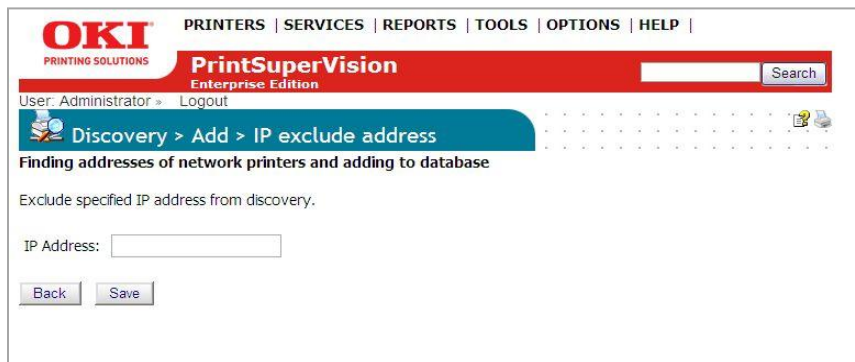 OKI
PRINTING SOLUTIONS
PRINTERS | SERVICES | REPORTS | TOOLS | OPTIONS | HELP |
PrintSuperVision
Enterprise Edition
Search
User: Administrator » Logout
Discovery > Add > IP exclude address
Finding addresses of network printers and adding to database
Exclude specified IP address from discovery.
IP Address:
Back Save